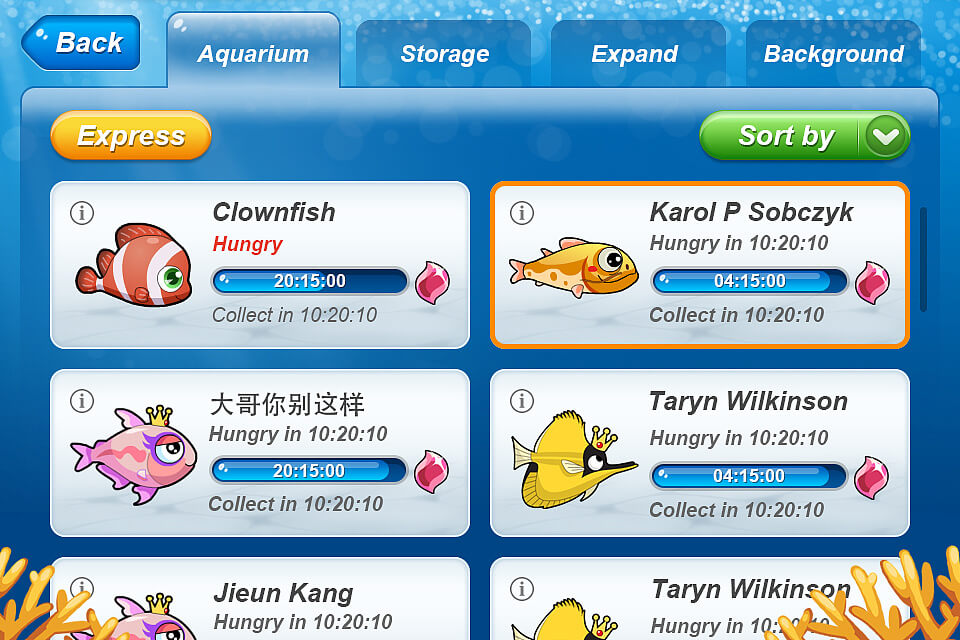 Back
Aquarium
Storage
Expand
Background
Express
Sort by
Clownfish
Hungry
20:15:00
Collect in 10:20:10
Karol P Sobczyk
Hungry in 10:20:10
04:15:00
Collect in 10:20:10
大哥你别这样
Hungry in 10:20:10
20:15:00
Collect in 10:20:10
Taryn Wilkinson
Hungry in 10:20:10
04:15:00
Collect in 10:20:10
Jieun Kang
Hungry in 10:20:10
Taryn Wilkinson
Hungry in 10:20:10